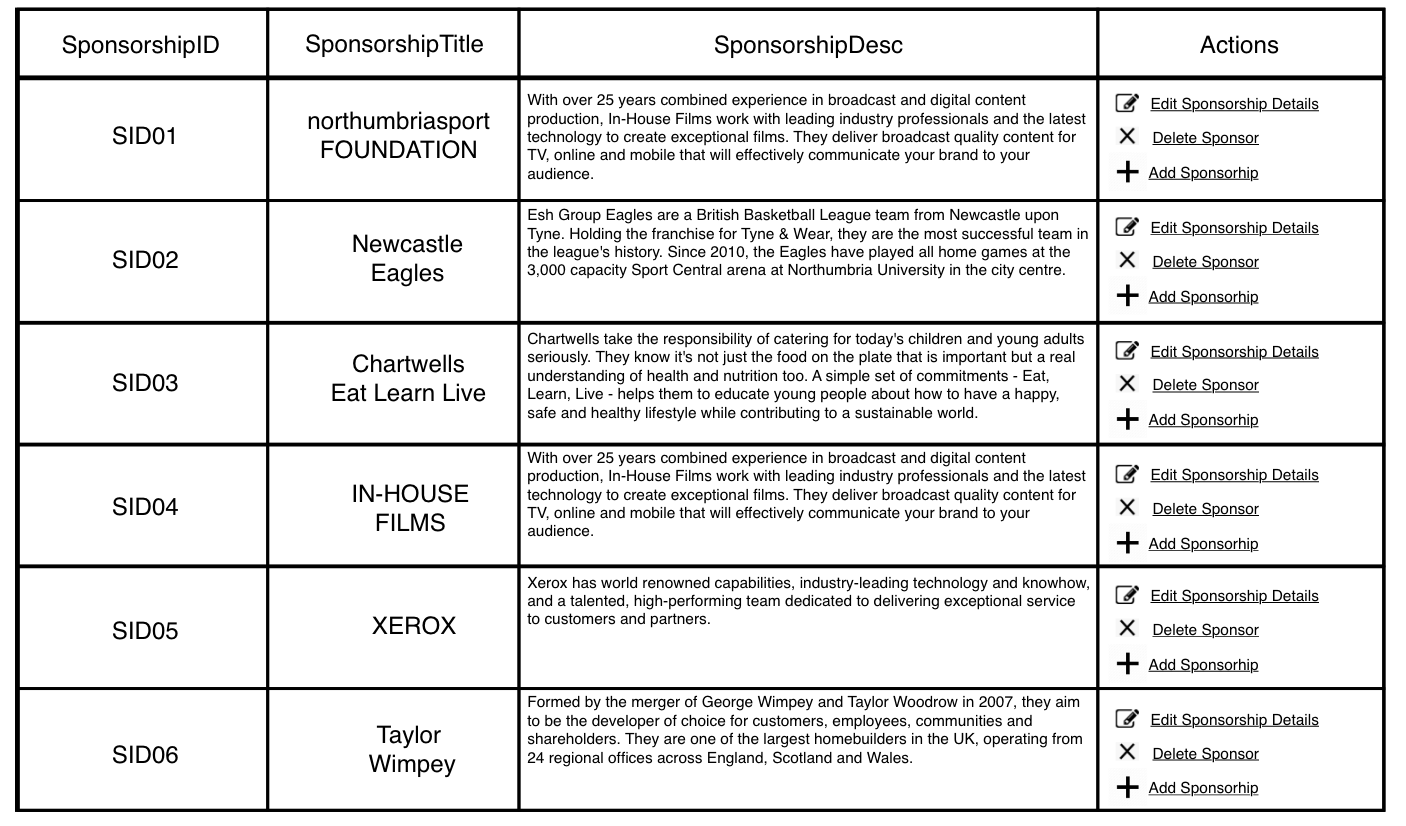 SponsorshipID SponsorshipTitle SponsorshipDesc Actions
SID01
northumbriasport
FOUNDATION
With over 25 years combined experience in broadcast and digital content
production, In-House Films work with leading industry professionals and the latest
technology to create exceptional films. They deliver broadcast quality content for
TV, online and mobile that will effectively communicate your brand to your
audience.
Edit Sponsorship Details
Delete Sponsor
Add Sponsorhip
SID02
Newcastle
Eagles
Esh Group Eagles are a British Basketball League team from Newcastle upon
Tyne. Holding the franchise for Tyne & Wear, they are the most successful team in
the league's history. Since 2010, the Eagles have played all home games at the
3,000 capacity Sport Central arena at Northumbria University in the city centre.
Edit Sponsorship Details
Delete Sponsor
Add Sponsorhip
SID03
Chartwells
Eat Learn Live
Chartwells take the responsibility of catering for today's children and young adults
seriously. They know it's not just the food on the plate that is important but a real
understanding of health and nutrition too. A simple set of commitments - Eat,
Learn, Live - helps them to educate young people about how to have a happy,
safe and healthy lifestyle while contributing to a sustainable world.
Edit Sponsorship Details
Delete Sponsor
Add Sponsorhip
SID04
IN-HOUSE
FILMS
With over 25 years combined experience in broadcast and digital content
production, In-House Films work with leading industry professionals and the latest
technology to create exceptional films. They deliver broadcast quality content for
TV, online and mobile that will effectively communicate your brand to your
audience.
Edit Sponsorship Details
Delete Sponsor
Add Sponsorhip
SID05
XEROX
Xerox has world renowned capabilities, industry-leading technology and knowhow,
and a talented, high-performing team dedicated to delivering exceptional service
to customers and partners.
Edit Sponsorship Details
Delete Sponsor
Add Sponsorhip
SID06
Taylor
Wimpey
Formed by the merger of George Wimpey and Taylor Woodrow in 2007, they aim
to be the developer of choice for customers, employees, communities and
shareholders. They are one of the largest homebuilders in the UK, operating from
24 regional offices across England, Scotland and Wales.
Edit Sponsorship Details
Delete Sponsor
Add Sponsorhip